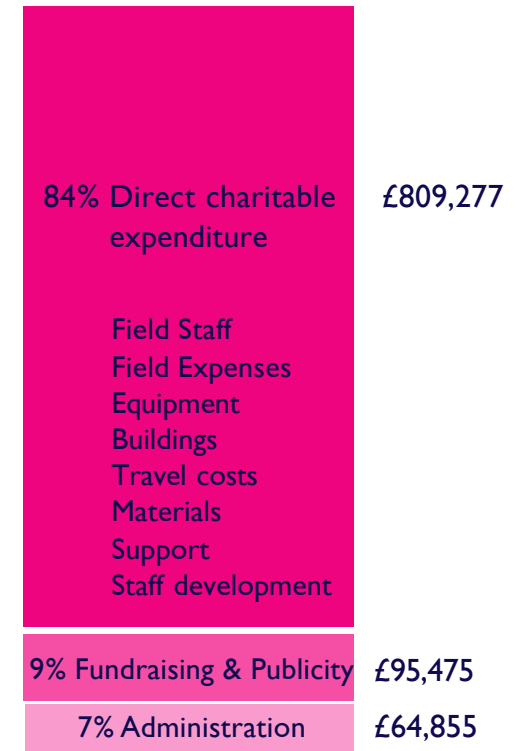 84% Direct charitable £809,277
expenditure
Field Staff
Field Expenses
Equipment
Buildings
Travel costs
Materials
Support
Staff development
9% Fundraising & Publicity £95,475
7% Administration £64,855